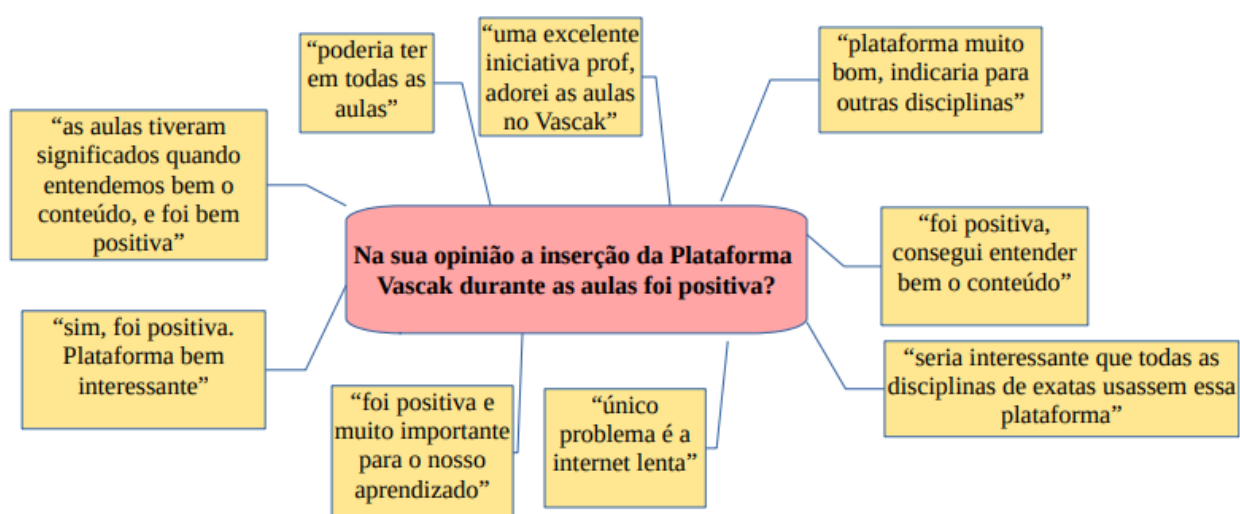 “poderia ter
em todas as
aulas”
“uma excelente
iniciativa prof,
adorei as aulas
no Vascak”
“plataforma muito
bom, indicaria para
outras disciplinas”
“as aulas tiveram
significados quando
entendemos bem o
conteúdo, e foi bem
positiva”
Na sua opinião a inserção da Plataforma
Vascak durante as aulas foi positiva?
“foi positiva,
consegui entender
bem o conteúdo”
“sim, foi positiva.
Plataforma bem
interessante”
“seria interessante que todas as
disciplinas de exatas usassem essa
plataforma”
“foi positiva e
muito importante
para o nosso
aprendizado”
“único
problema é a
internet lenta”